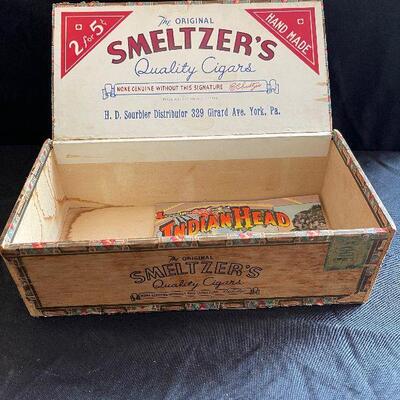 The ORIGINAL
2 for 5¢
HAND MADE
SMELTZER'S
Quality Cigars
NONE GENUINE WITHOUT THIS SIGNATURE
H. D. Sourbier Distributor 329 Girard Ave. York, Pa.
INDIAN HEAD
The ORIGINAL
SMELTZER'S
Quality Cigars